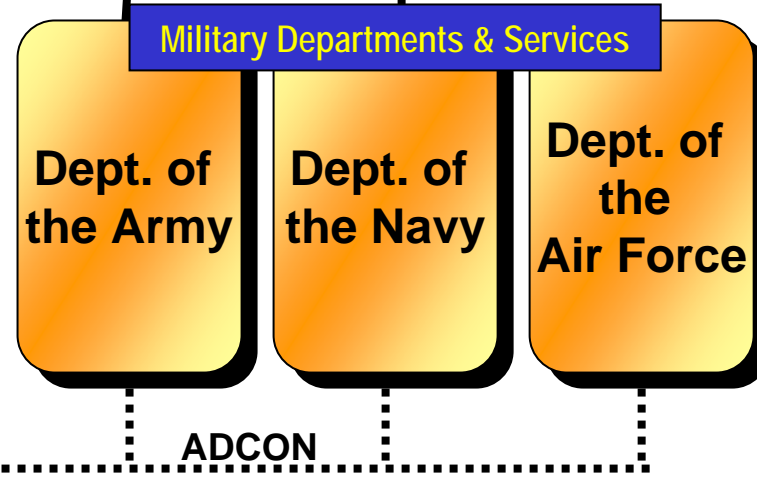 Military Departments & Services
Dept. of
the Army
Dept. of
the Navy
Dept. of
the
Air Force
ADCON